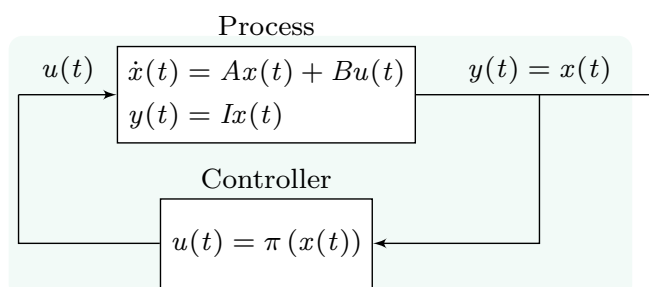 Process
u(t)
ẋ(t) = Ax(t) + Bu(t)
y(t) = Ix(t)
y(t) = x(t)
Controller
u(t) = π (x(t))